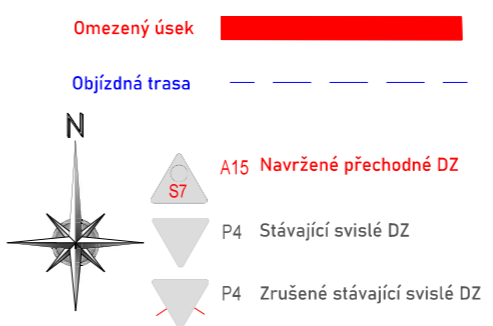 Omezený úsek
Objízdná trasa
N
S7 A15 Navržené přechodné DZ
P4 Stávající svislé DZ
P4 Zrušené stávající svislé DZ